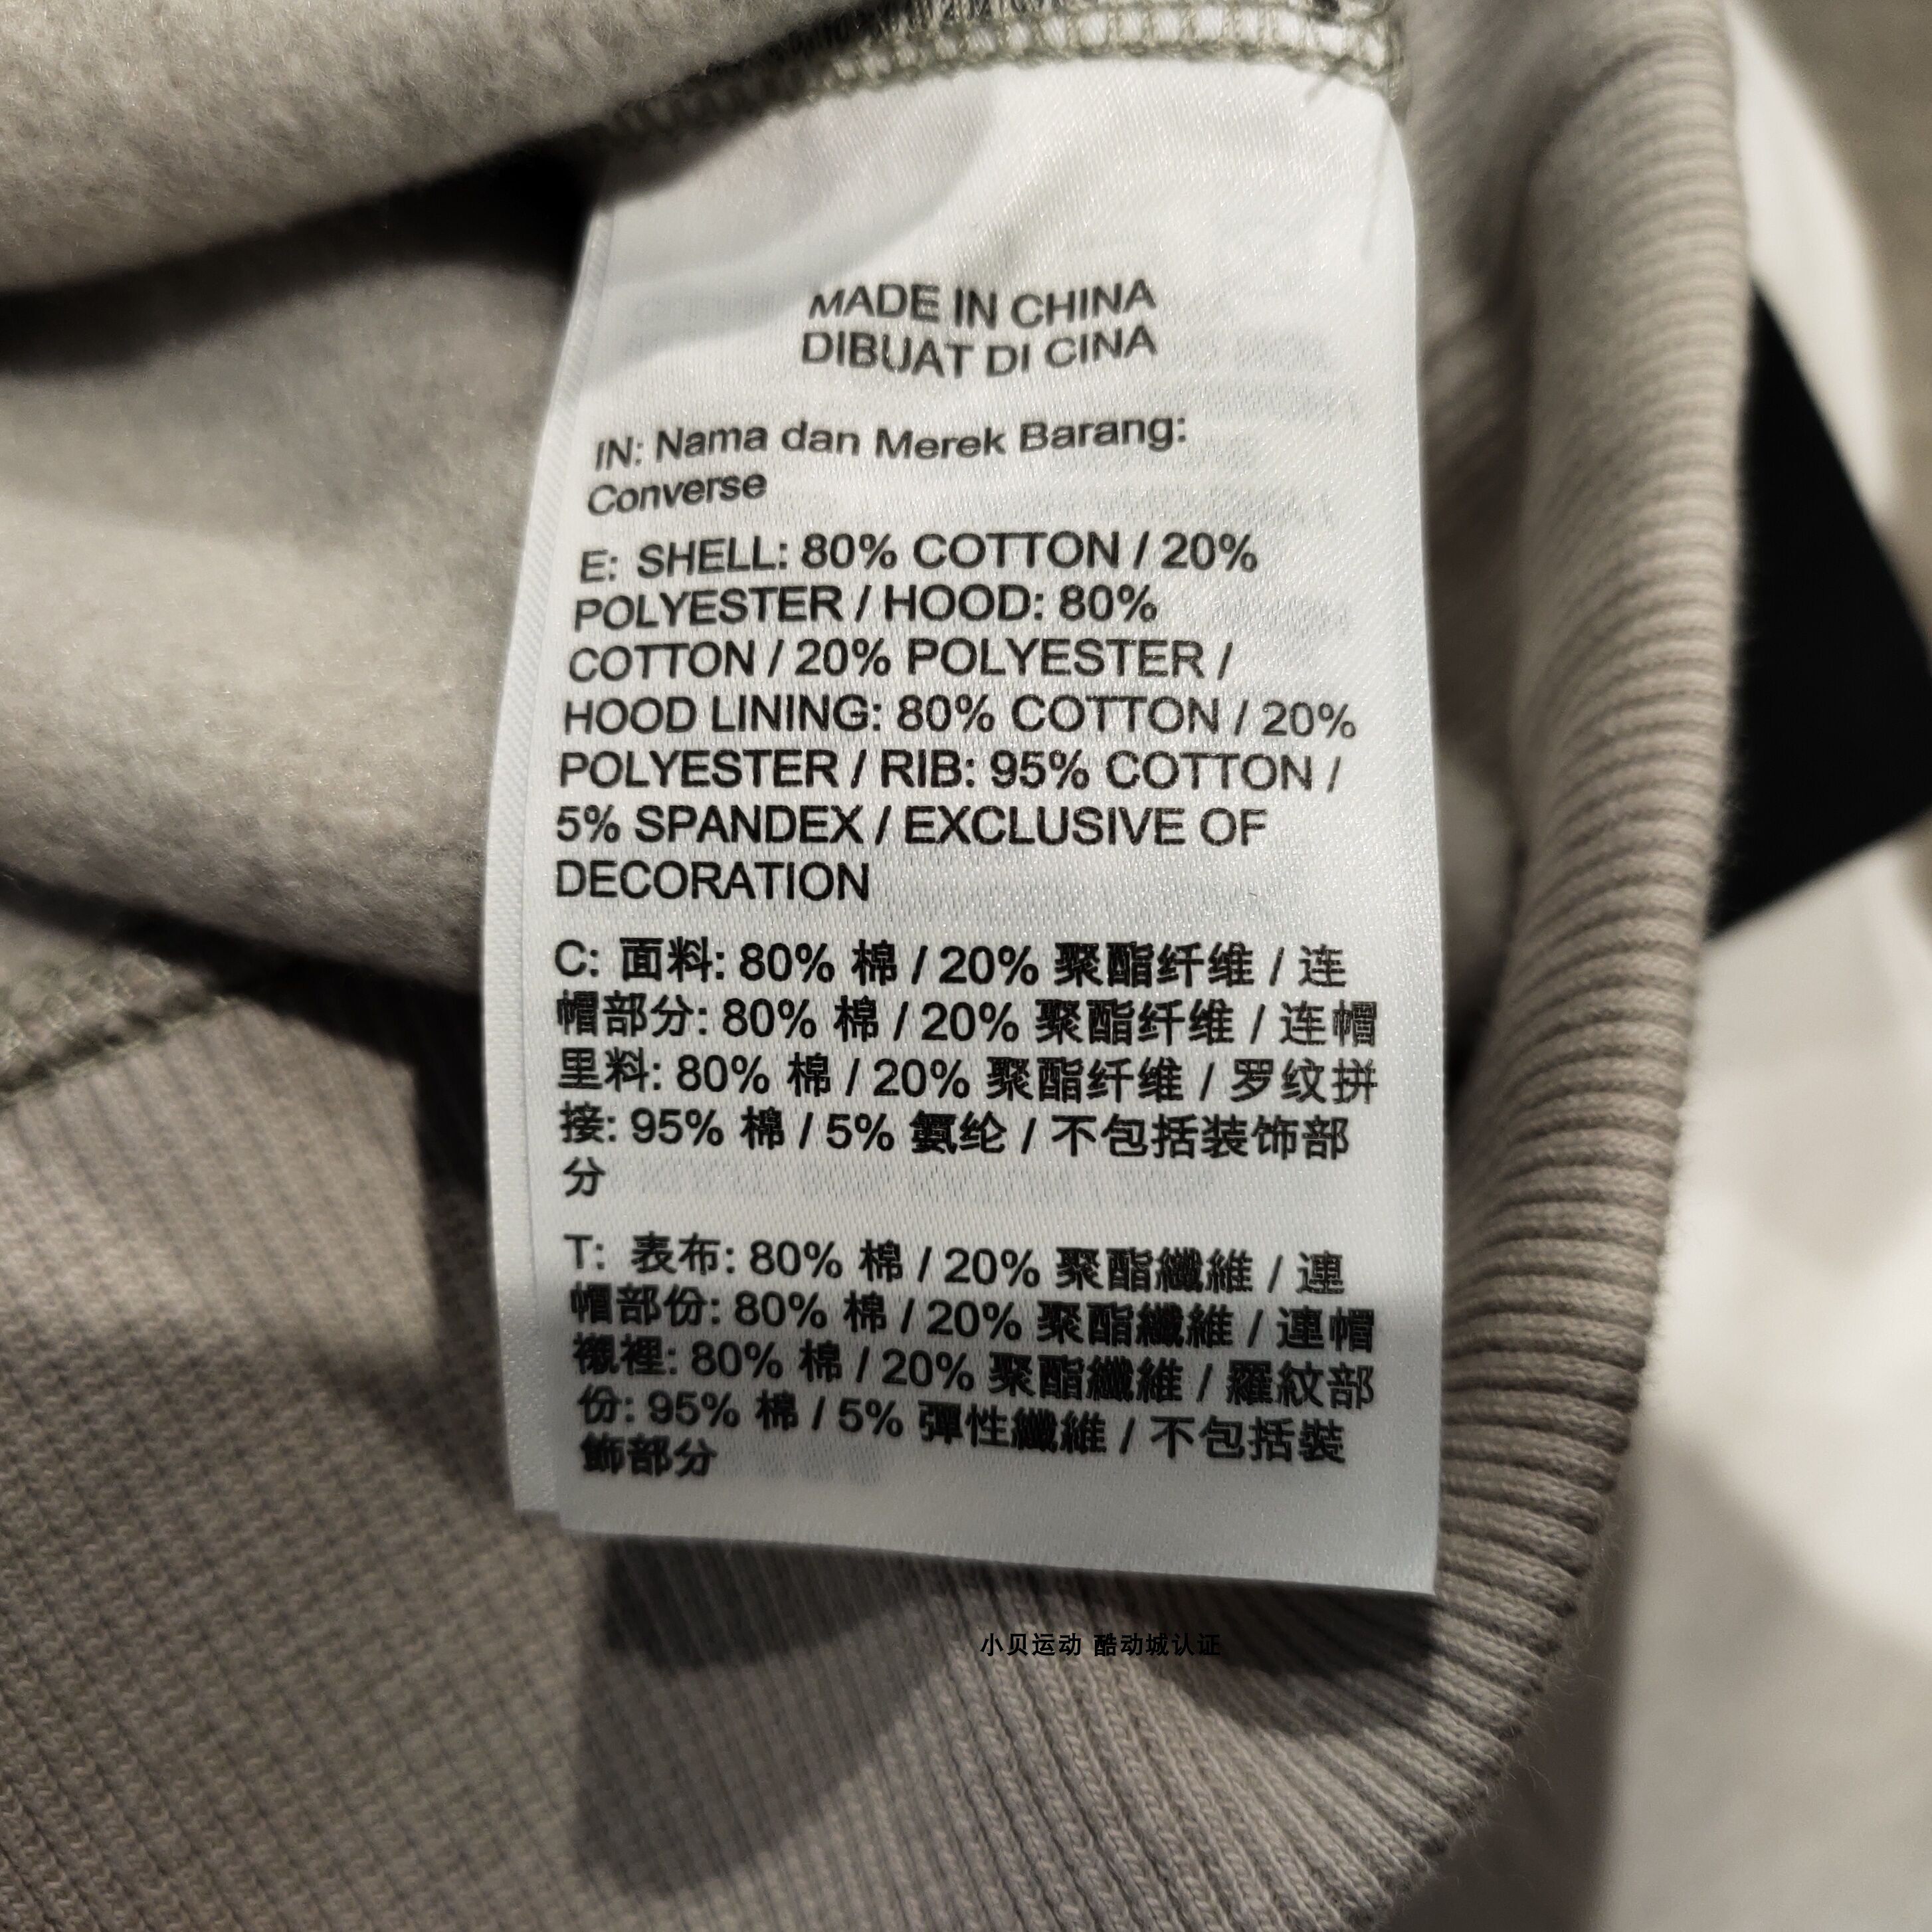 MADE IN CHINA
DIBUAT DI CINA
IN: Nama dan Merek Barang:
Converse
E: SHELL: 80% COTTON / 20%
POLYESTER / HOOD: 80%
COTTON / 20% POLYESTER /
HOOD LINING: 80% COTTON / 20%
POLYESTER / RIB: 95% COTTON /
5% SPANDEX / EXCLUSIVE OF
DECORATION
C: 面料: 80% 棉 / 20% 聚酯纤维 / 连
帽部分: 80% 棉 / 20% 聚酯纤维 / 连帽
里料: 80% 棉 / 20% 聚酯纤维 / 罗纹拼
接: 95% 棉 / 5% 氨纶 / 不包括装饰部
分
T: 表布: 80% 棉 / 20% 聚酯纖維 / 連
帽部份: 80% 棉 / 20% 聚酯纖維 / 連帽
襯裡: 80% 棉 / 20% 聚酯纖維 / 羅紋部
份: 95% 棉 / 5% 彈性纖維 / 不包括裝
飾部分
小贝运动 酷动城认证